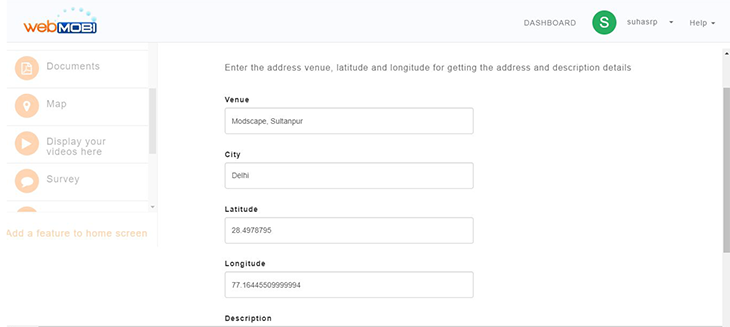 webMOBI
DASHBOARD
S
suhasrp
Help
Documents
Map
Display your
videos here
Survey
Add a feature to home screen
Enter the address venue, latitude and longitude for getting the address and description details
Venue
Modscape, Sultanpur
City
Delhi
Latitude
28.4978795
Longitude
77.16445509999994
Description